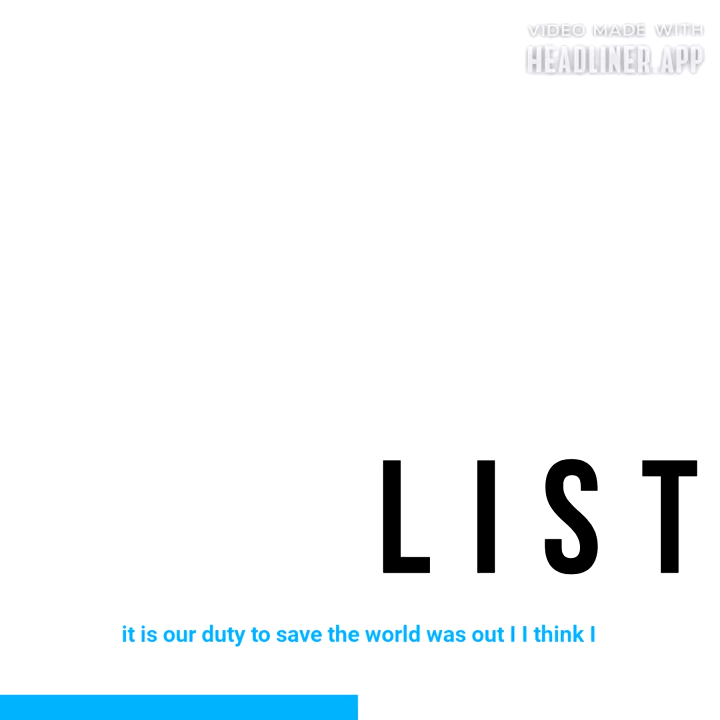 VIDEO MADE WITH
HEADLINER.APP
LIST
it is our duty to save the world was out I I think I